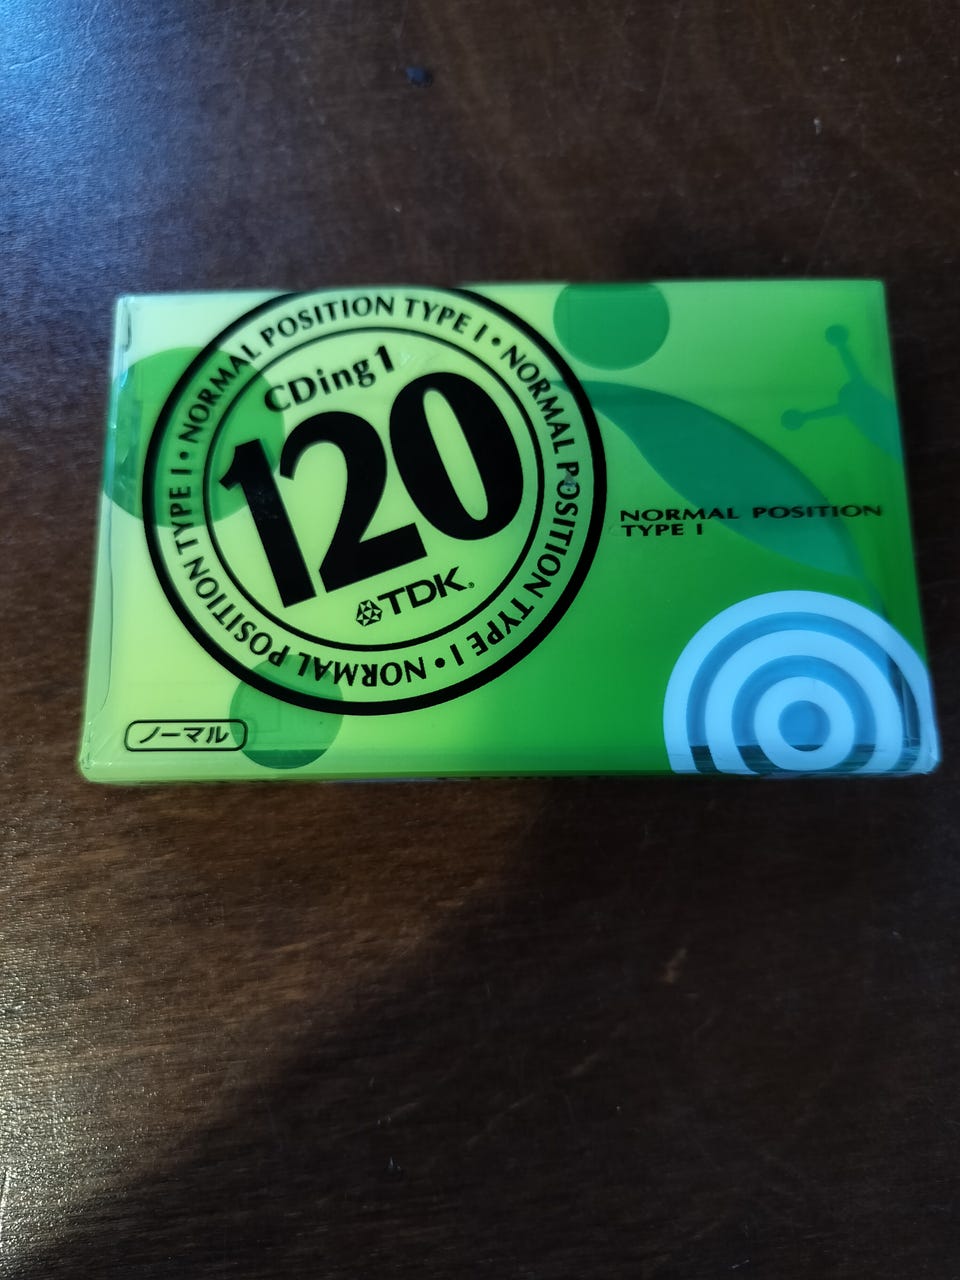 NORMAL POSITION TYPE I • NORMAL POSITION TYPE I • NORMAL POSITION TYPE I •
CDing1
120
TDK®
NORMAL POSITION
TYPE I
ノーマル